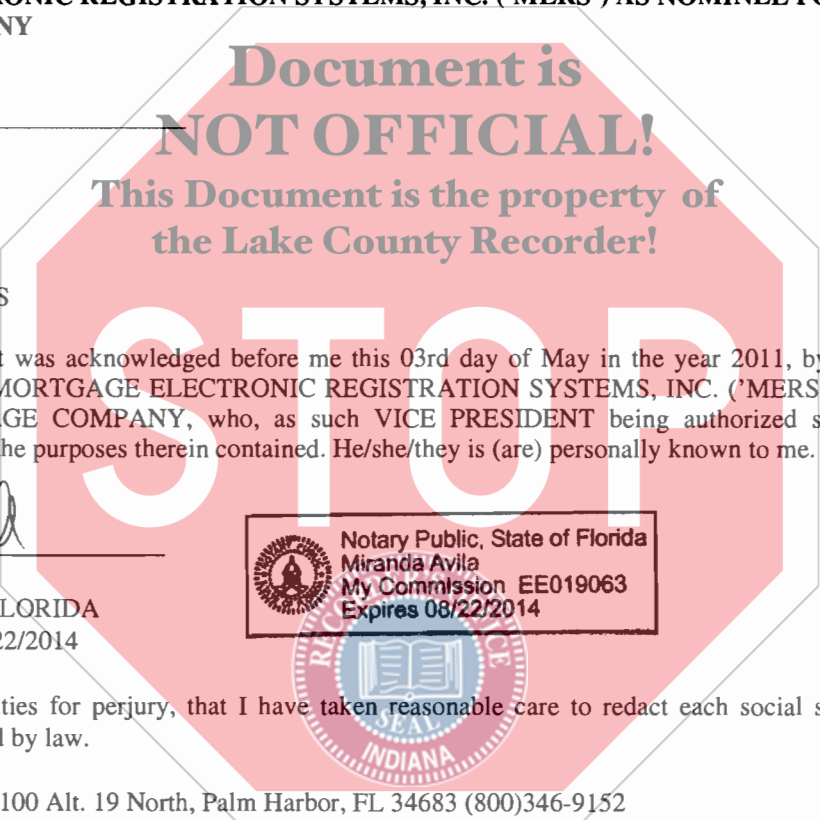 ONIC REGISTRATION SYSTEMS, INC. ("MERS") AS NOMINEE
NY
Document is
NOT OFFICIAL!
This Document is the property of
the Lake County Recorder!
S
STOP
t was acknowledged before me this 03rd day of May in the year 2011, by
MORTGAGE ELECTRONIC REGISTRATION SYSTEMS, INC. ('MERS
GE COMPANY, who, as such VICE PRESIDENT being authorized s
he purposes therein contained. He/she/they is (are) personally known to me.
Notary Public, State of Florida
Miranda Avila
My Commission EE019063
Expires 08/22/2014
LORIDA
22/2014
RECORDER'S OFFICE
SEAL
INDIANA
ties for perjury, that I have taken reasonable care to redact each social s
d by law.
100 Alt. 19 North, Palm Harbor, FL 34683 (800)346-9152